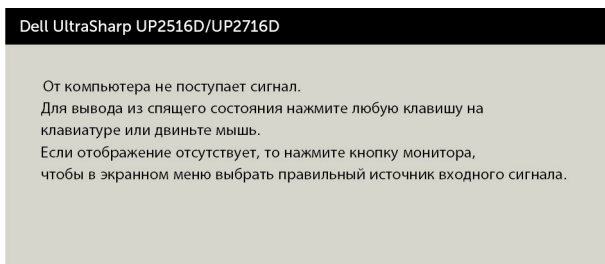 Dell UltraSharp UP2516D/UP2716D
От компьютера не поступает сигнал.
Для вывода из спящего состояния нажмите любую клавишу на
клавиатуре или двиньте мышь.
Если отображение отсутствует, то нажмите кнопку монитора,
чтобы в экранном меню выбрать правильный источник входного сигнала.